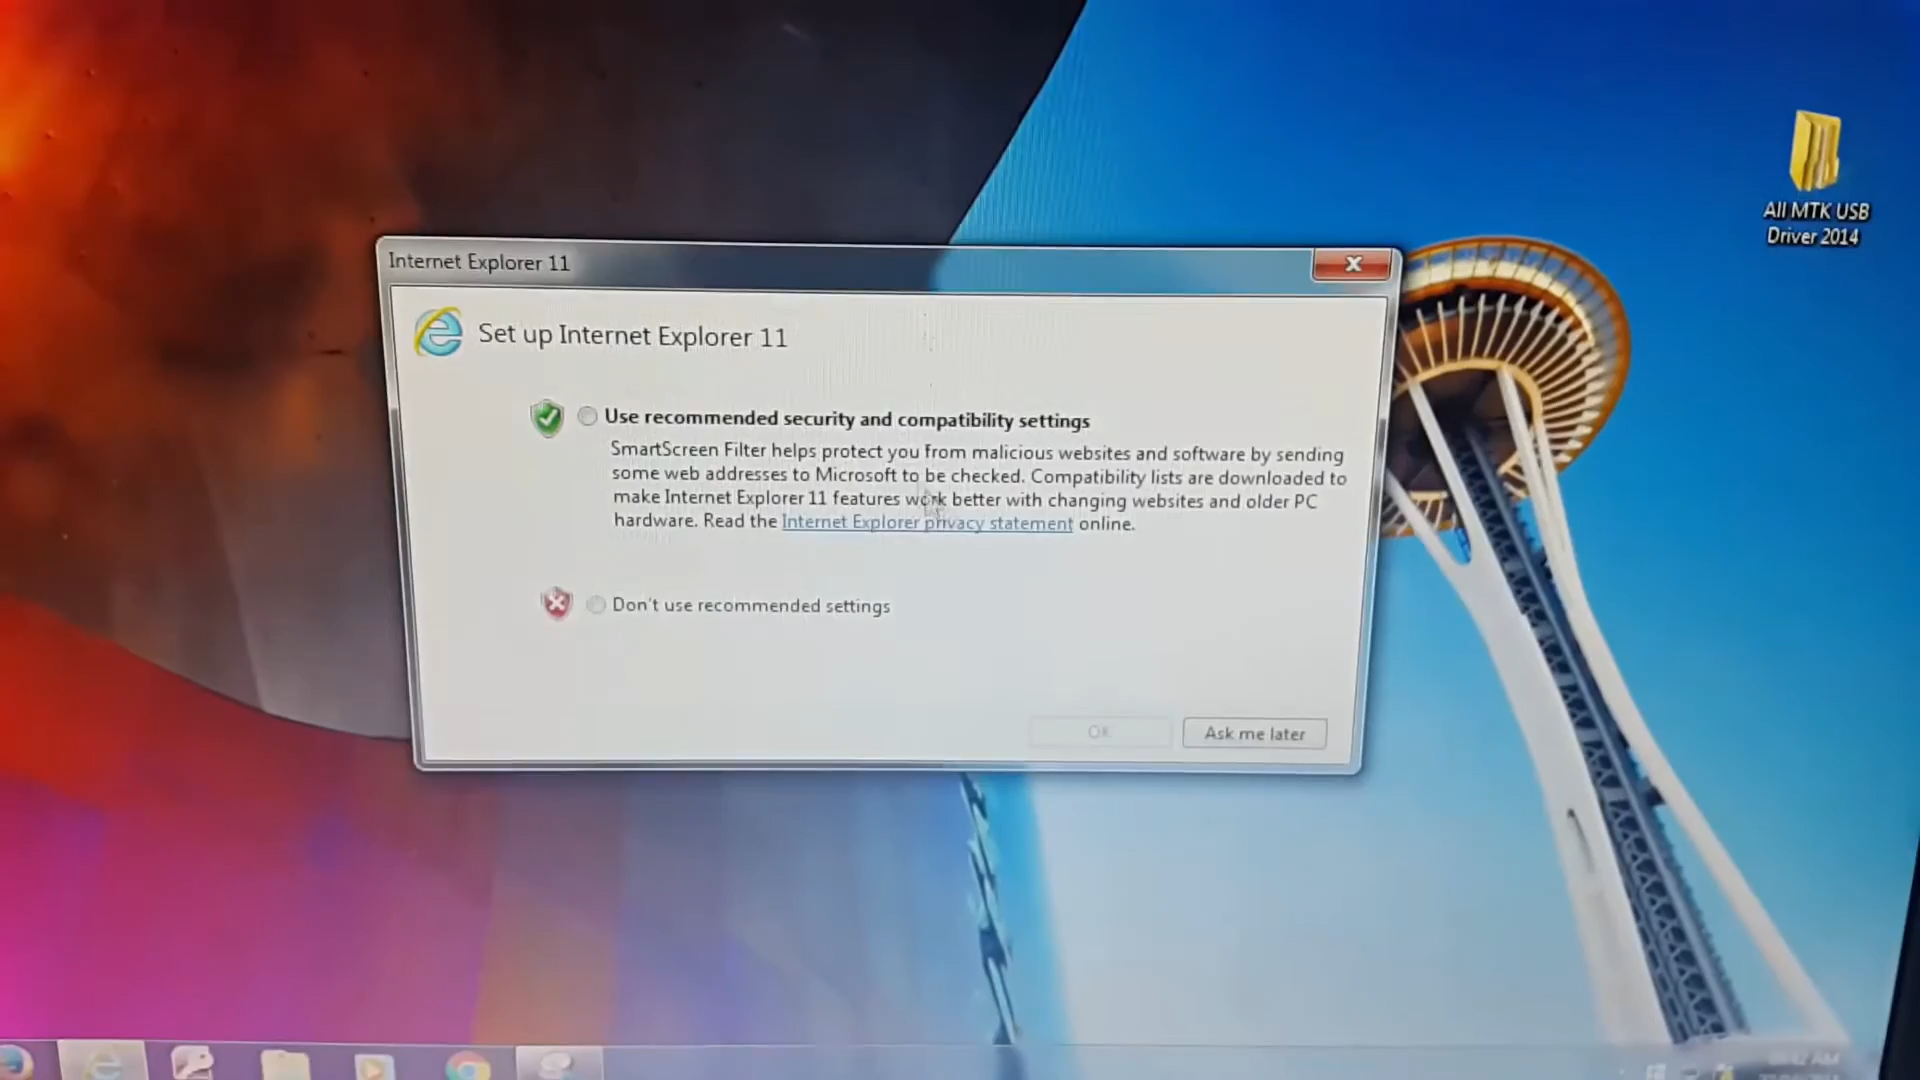 All MTK USB
Driver 2014
Internet Explorer 11
Set up Internet Explorer 11
Use recommended security and compatibility settings
SmartScreen Filter helps protect you from malicious websites and software by sending
some web addresses to Microsoft to be checked. Compatibility lists are downloaded to
make Internet Explorer 11 features work better with changing websites and older PC
hardware. Read the Internet Explorer privacy statement online.
Don't use recommended settings
OK
Ask me later